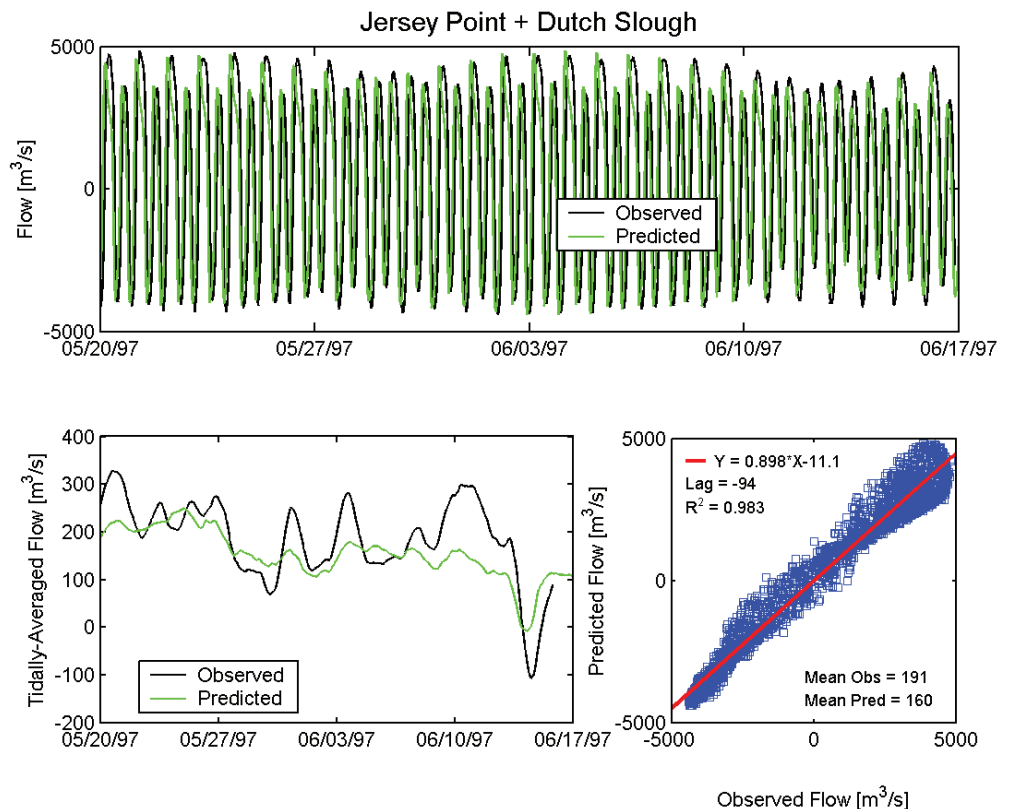 Jersey Point + Dutch Slough
Flow [m³/s]
5000
0
-5000
Observed
Predicted
05/20/97 05/27/97 06/03/97 06/10/97 06/17/97
Tidally-Averaged Flow [m³/s]
400
300
200
100
0
-100
-200
Observed
Predicted
05/20/97 05/27/97 06/03/97 06/10/97 06/17/97
Predicted Flow [m³/s]
5000
0
-5000
Y = 0.898*X-11.1
Lag = -94
R² = 0.983
Mean Obs = 191
Mean Pred = 160
-5000 0 5000
Observed Flow [m³/s]